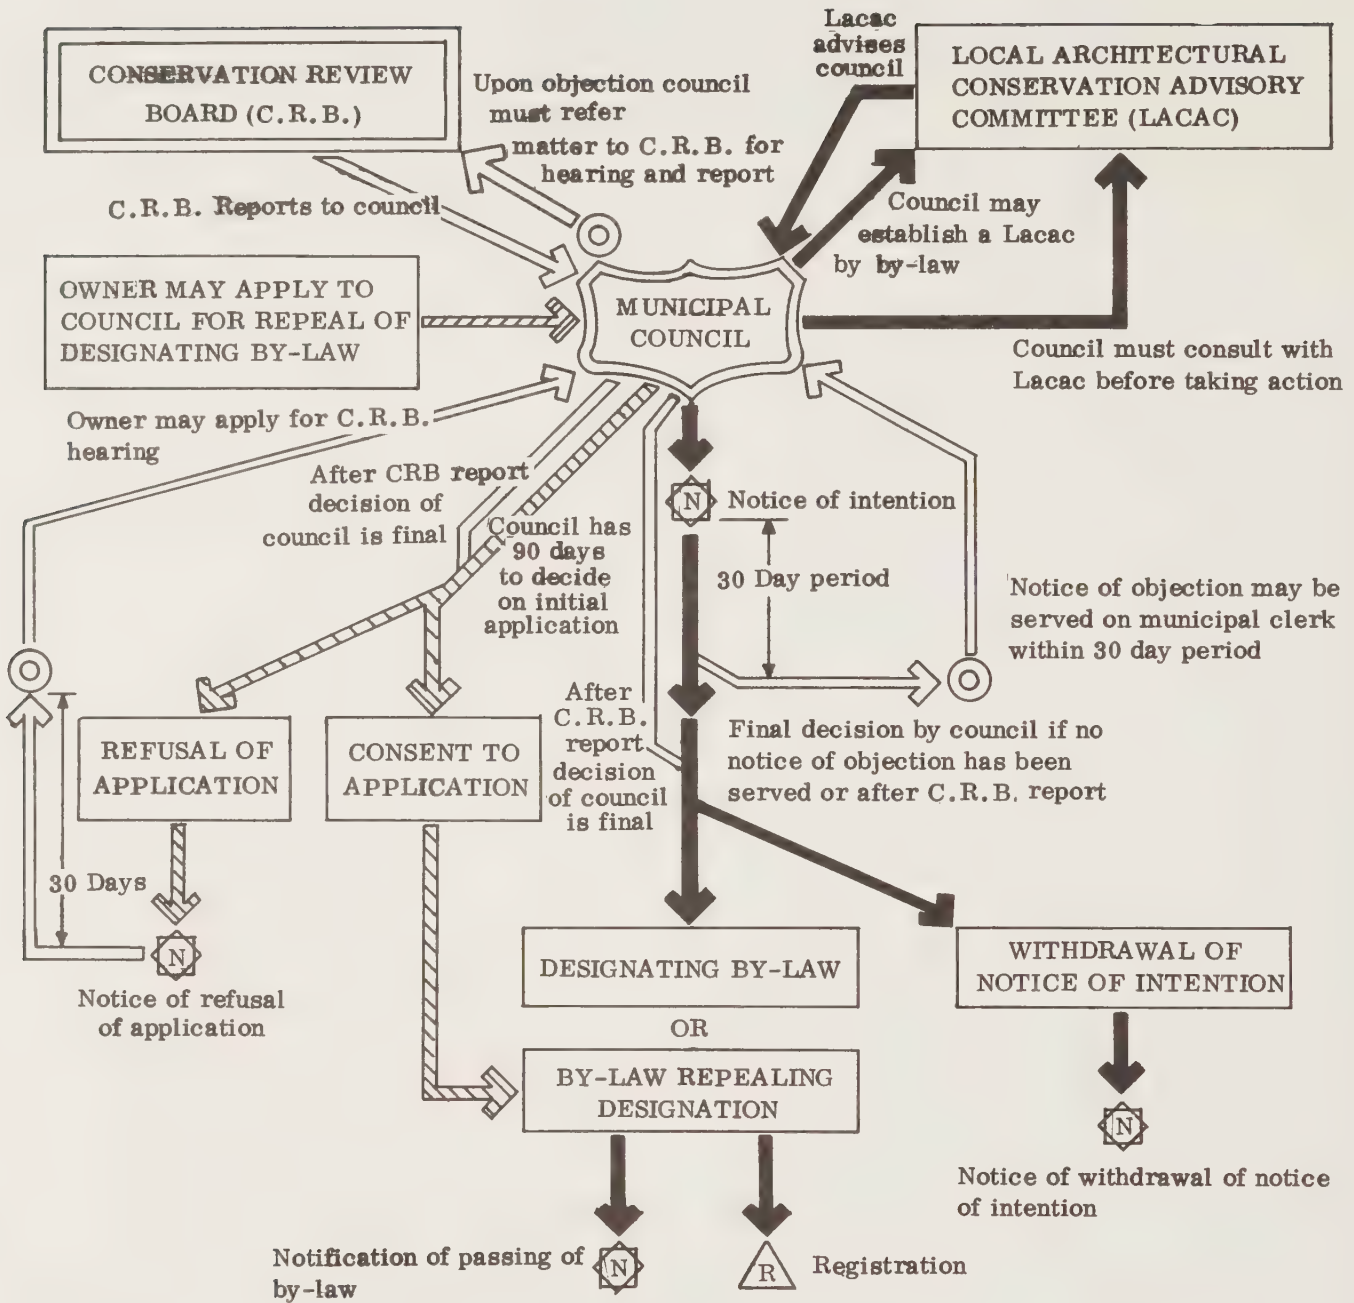 CONSERVATION REVIEW
BOARD (C.R.B.)
Upon objection council
must refer
matter to C.R.B. for
hearing and report
Lacac
advises
council
LOCAL ARCHITECTURAL
CONSERVATION ADVISORY
COMMITTEE (LACAC)
C.R.B. Reports to council
Council may
establish a Lacac
by by-law
OWNER MAY APPLY TO
COUNCIL FOR REPEAL OF
DESIGNATING BY-LAW
MUNICIPAL
COUNCIL
Council must consult with
Lacac before taking action
Owner may apply for C.R.B.
hearing
After CRB report
decision of
council is final
Council has
90 days
to decide
on initial
application
N
Notice of intention
30 Day period
Notice of objection may be
served on municipal clerk
within 30 day period
After
C.R.B.
report
decision
of council
is final
Final decision by council if no
notice of objection has been
served or after C.R.B. report
REFUSAL OF
APPLICATION
CONSENT TO
APPLICATION
30 Days
N
Notice of refusal
of application
DESIGNATING BY-LAW
OR
BY-LAW REPEALING
DESIGNATION
WITHDRAWAL OF
NOTICE OF INTENTION
N
Notice of withdrawal of notice
of intention
Notification of passing of
by-law
N
R
Registration